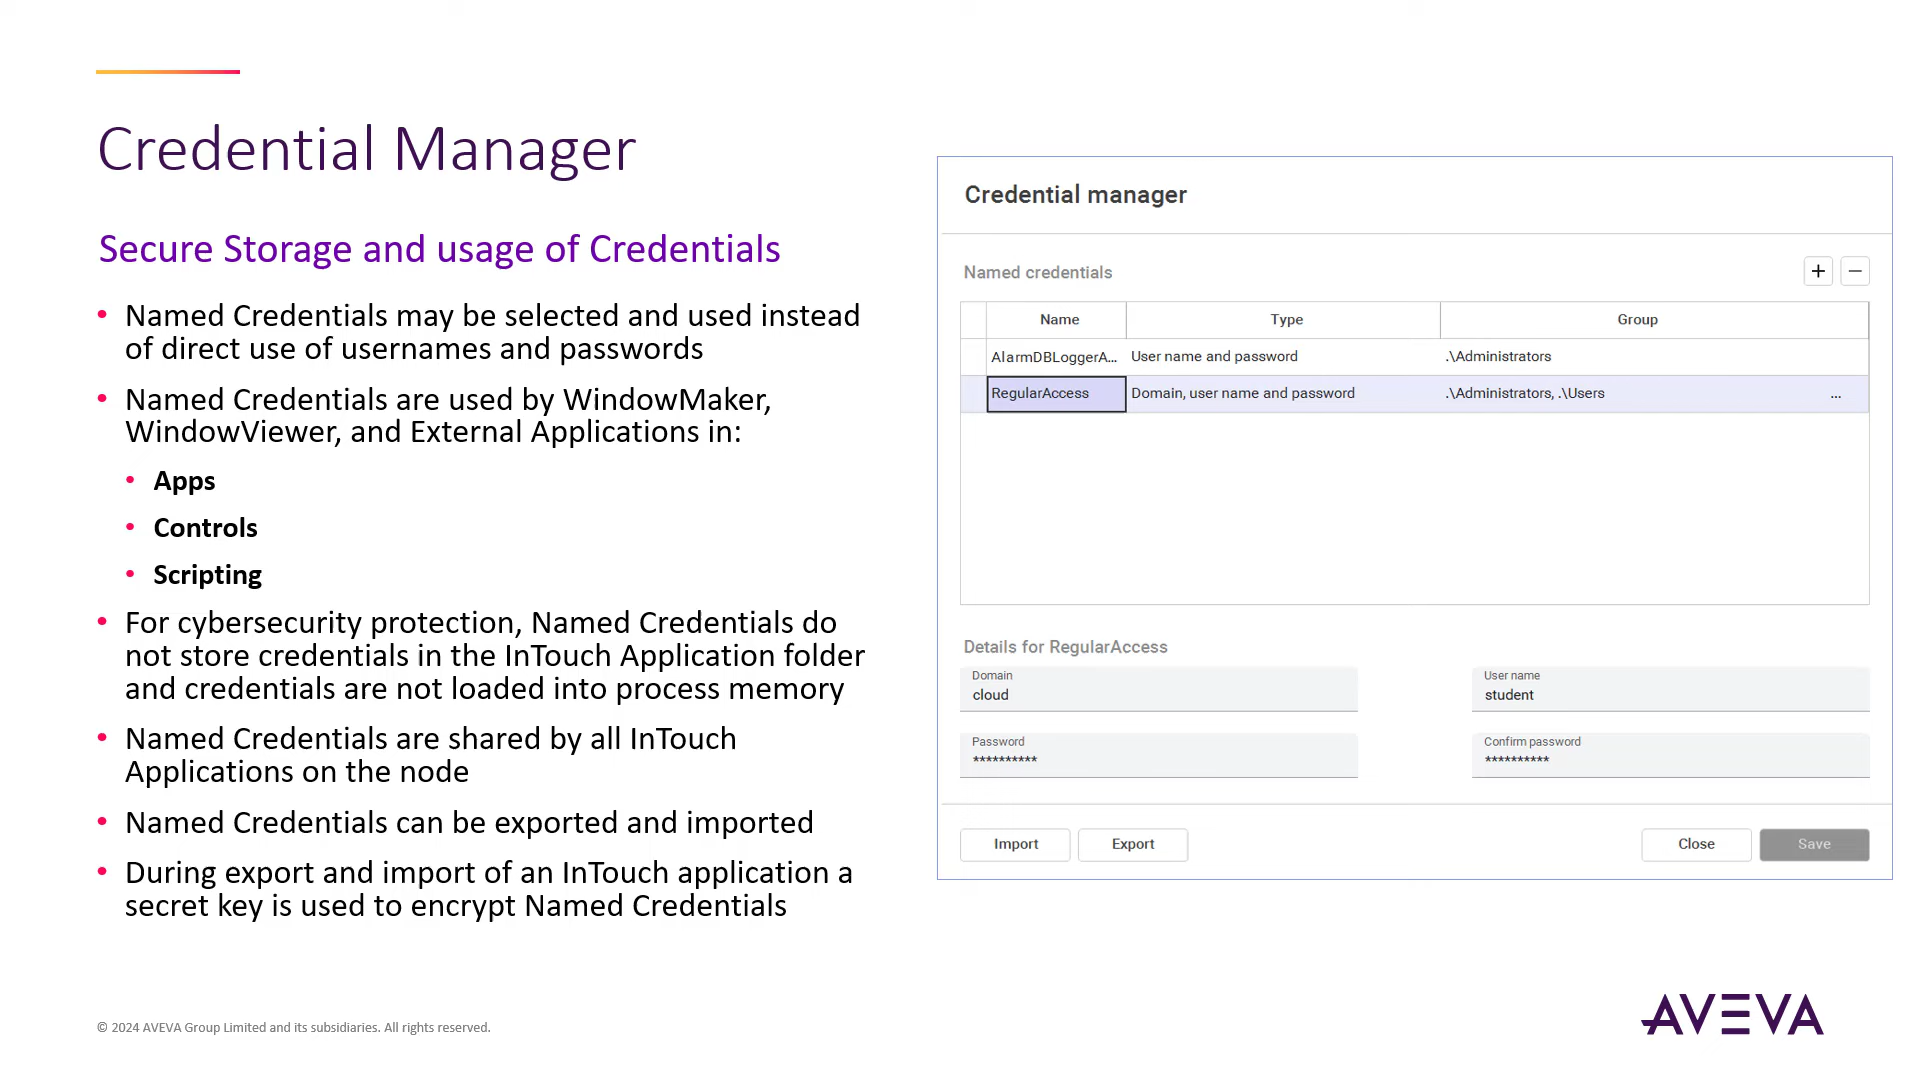 Credential Manager
Secure Storage and usage of Credentials
• Named Credentials may be selected and used instead
of direct use of usernames and passwords
• Named Credentials are used by WindowMaker,
WindowViewer, and External Applications in:
• Apps
• Controls
• Scripting
• For cybersecurity protection, Named Credentials do
not store credentials in the InTouch Application folder
and credentials are not loaded into process memory
• Named Credentials are shared by all InTouch
Applications on the node
• Named Credentials can be exported and imported
• During export and import of an InTouch application a
secret key is used to encrypt Named Credentials
Credential manager
Named credentials
+ −
Name Type Group
AlarmDBLoggerA... User name and password .\Administrators
RegularAccess Domain, user name and password .\Administrators, .\Users ...
Details for RegularAccess
Domain User name
cloud student
Password Confirm password
********** **********
Import Export Close Save
© 2024 AVEVA Group Limited and its subsidiaries. All rights reserved.
AVEVA